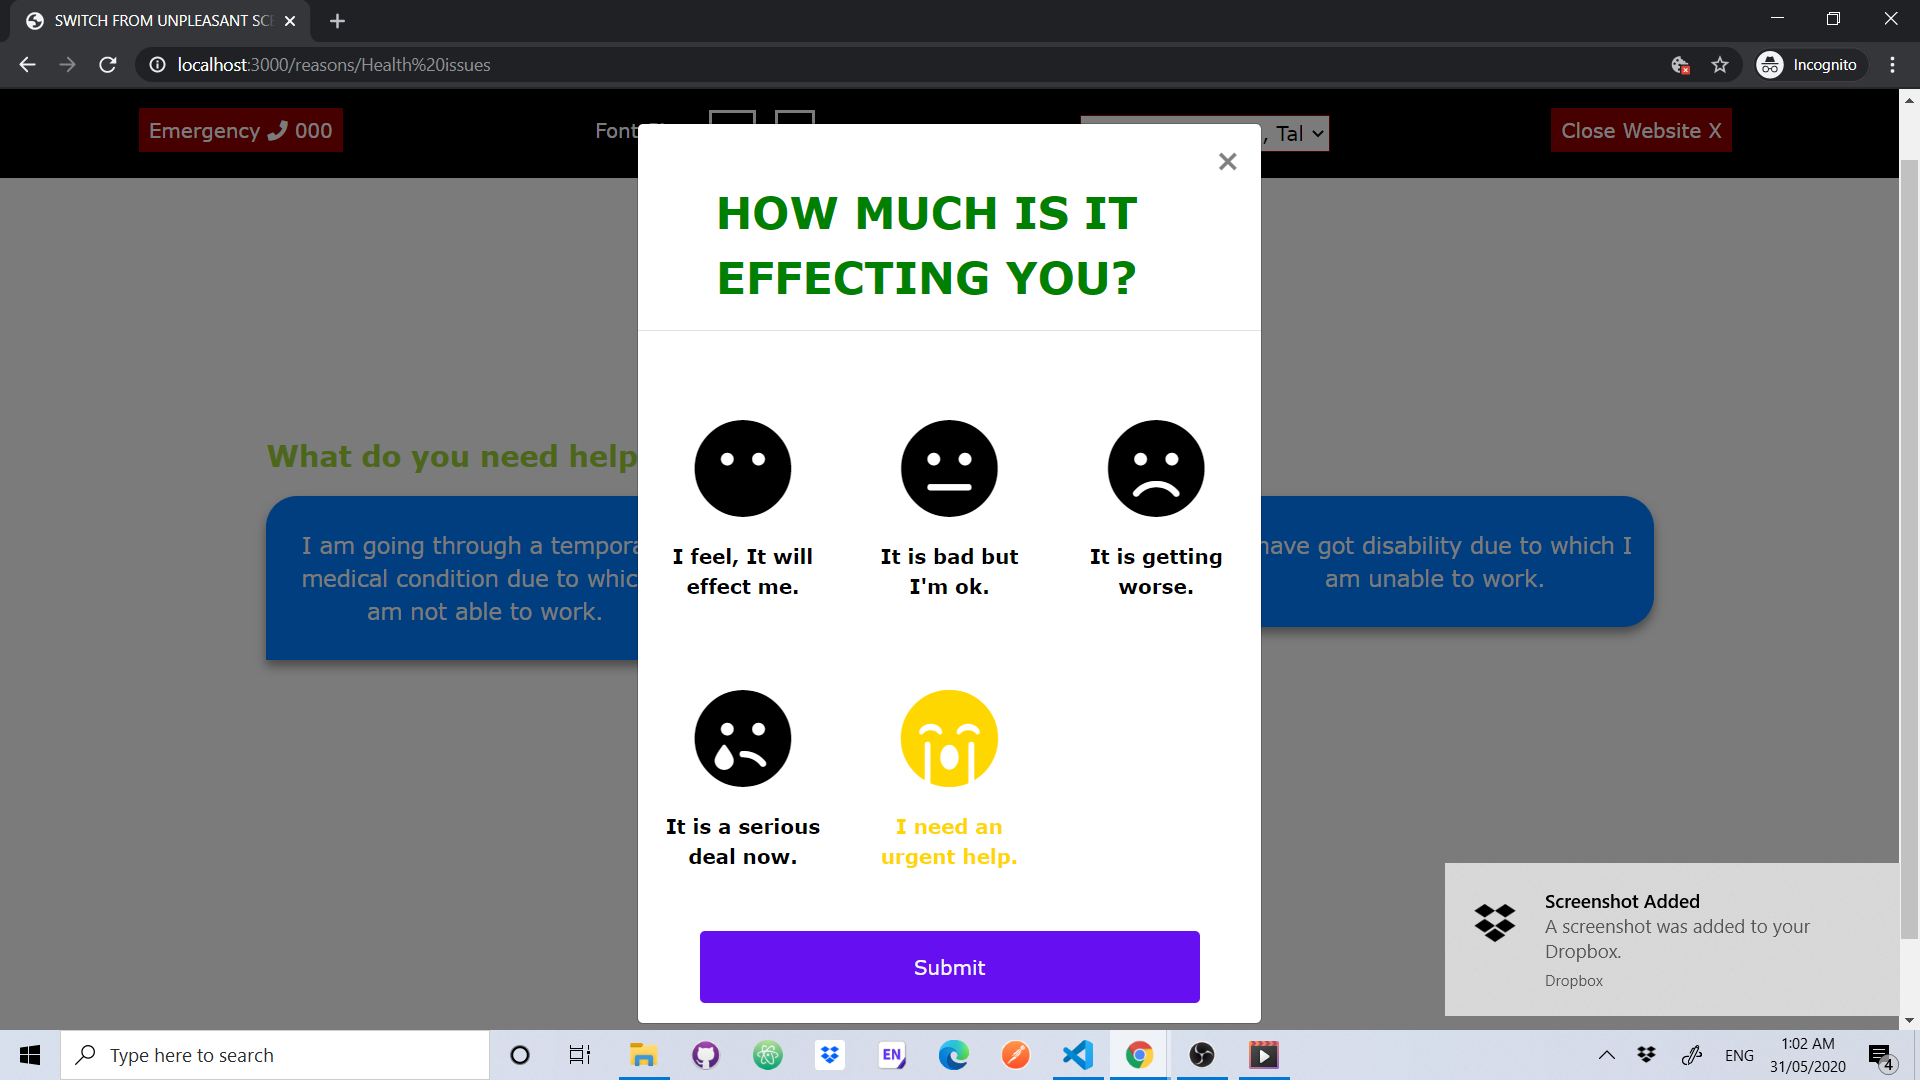 SWITCH FROM UNPLEASANT SCE
localhost:3000/reasons/Health%20issues
Incognito
Emergency 000
Font
, Tal
Close Website X
HOW MUCH IS IT
EFFECTING YOU?
What do you need help
I am going through a tempora
medical condition due to whic
am not able to work.
have got disability due to which I
am unable to work.
I feel, It will
effect me.
It is bad but
I'm ok.
It is getting
worse.
It is a serious
deal now.
I need an
urgent help.
Submit
Screenshot Added
A screenshot was added to your
Dropbox.
Dropbox
Type here to search
EN
ENG
1:02 AM
31/05/2020
4